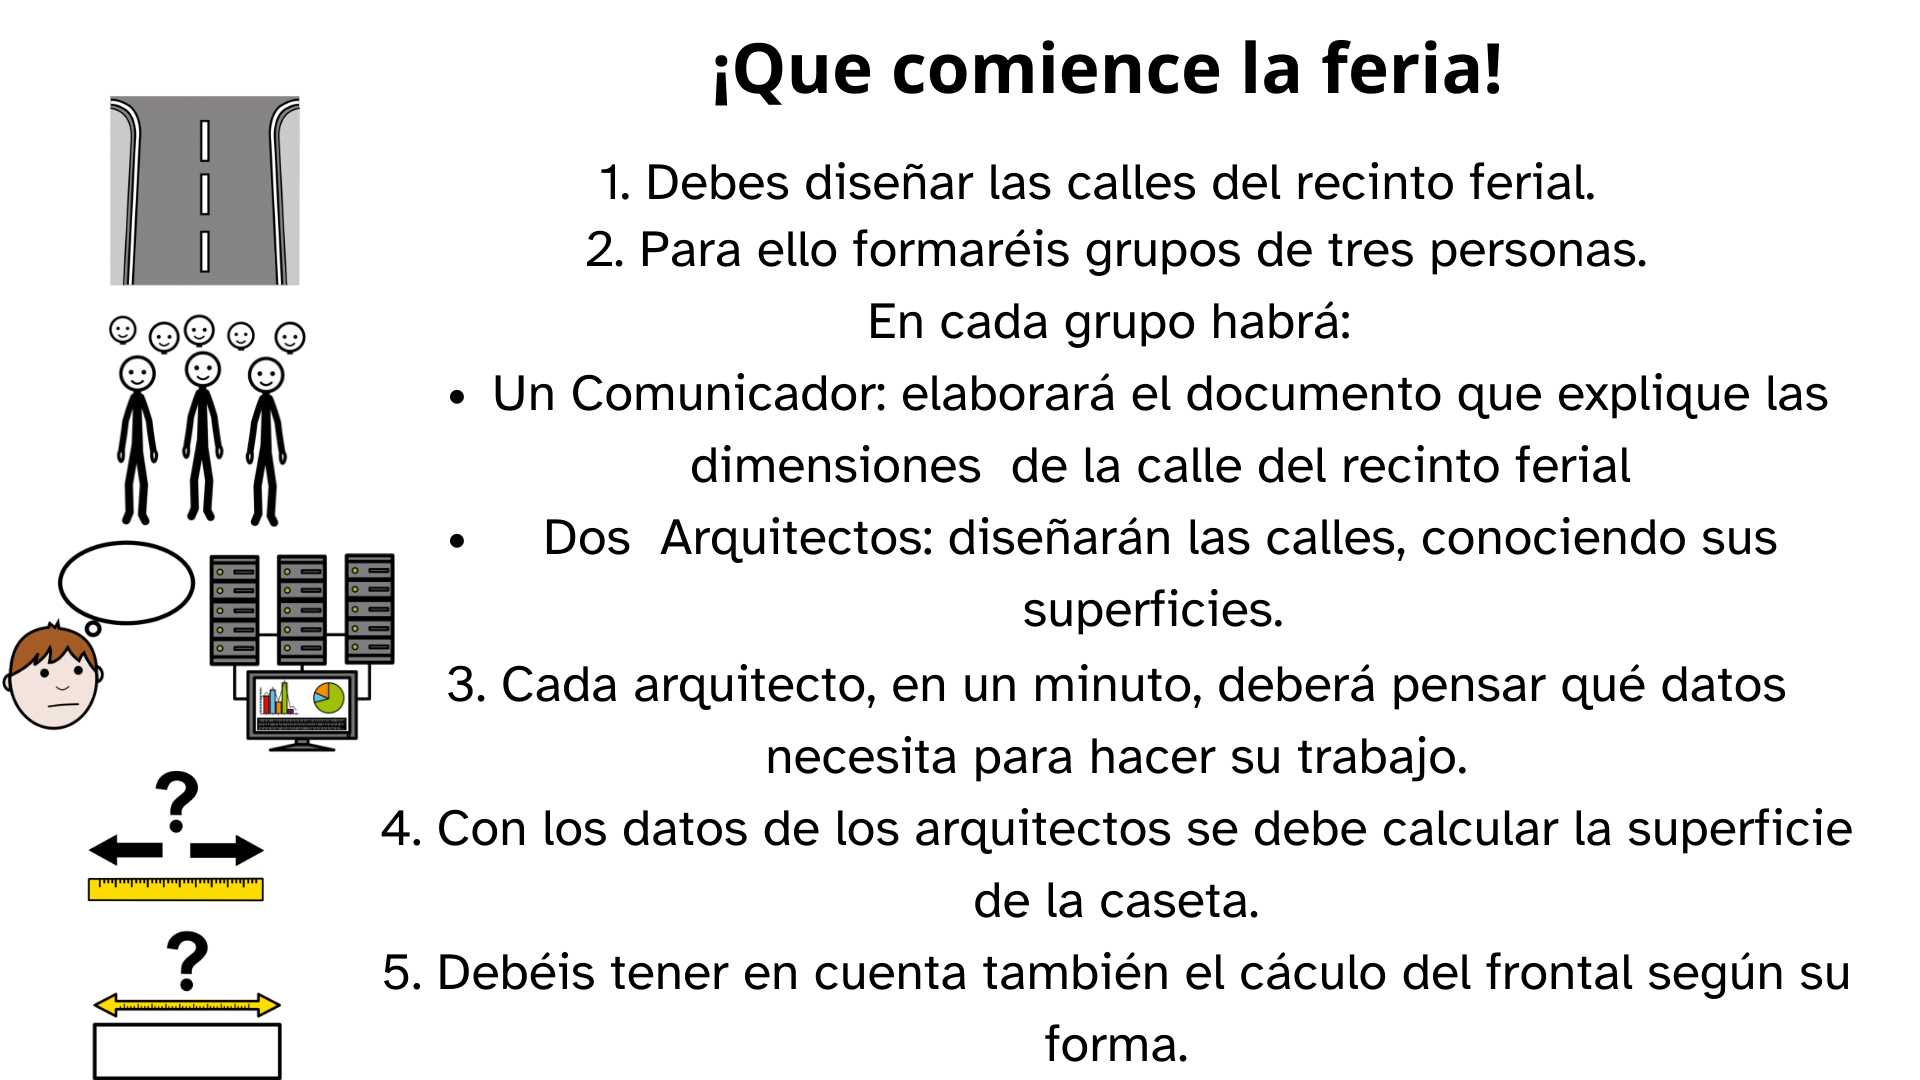 ¡Que comience la feria!
1. Debes diseñar las calles del recinto ferial.
2. Para ello formaréis grupos de tres personas.
En cada grupo habrá:
• Un Comunicador: elaborará el documento que explique las
dimensiones de la calle del recinto ferial
• Dos Arquitectos: diseñarán las calles, conociendo sus
superficies.
3. Cada arquitecto, en un minuto, deberá pensar qué datos
necesita para hacer su trabajo.
4. Con los datos de los arquitectos se debe calcular la superficie
de la caseta.
5. Debéis tener en cuenta también el cáculo del frontal según su
forma.
?
?